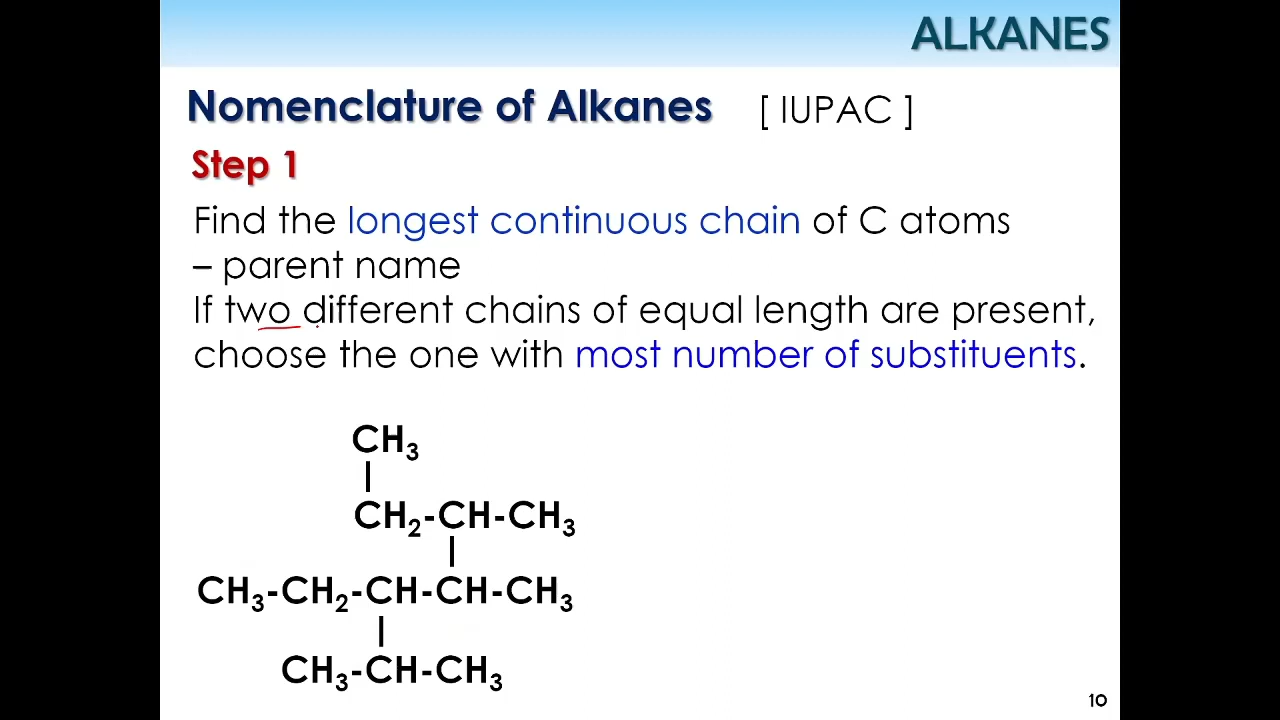 ALKANES
Nomenclature of Alkanes [ IUPAC ]
Step 1
Find the longest continuous chain of C atoms
– parent name
If two different chains of equal length are present,
choose the one with most number of substituents.
CH₃
|
CH₂-CH-CH₃
|
CH₃-CH₂-CH-CH-CH₃
|
CH₃-CH-CH₃
10